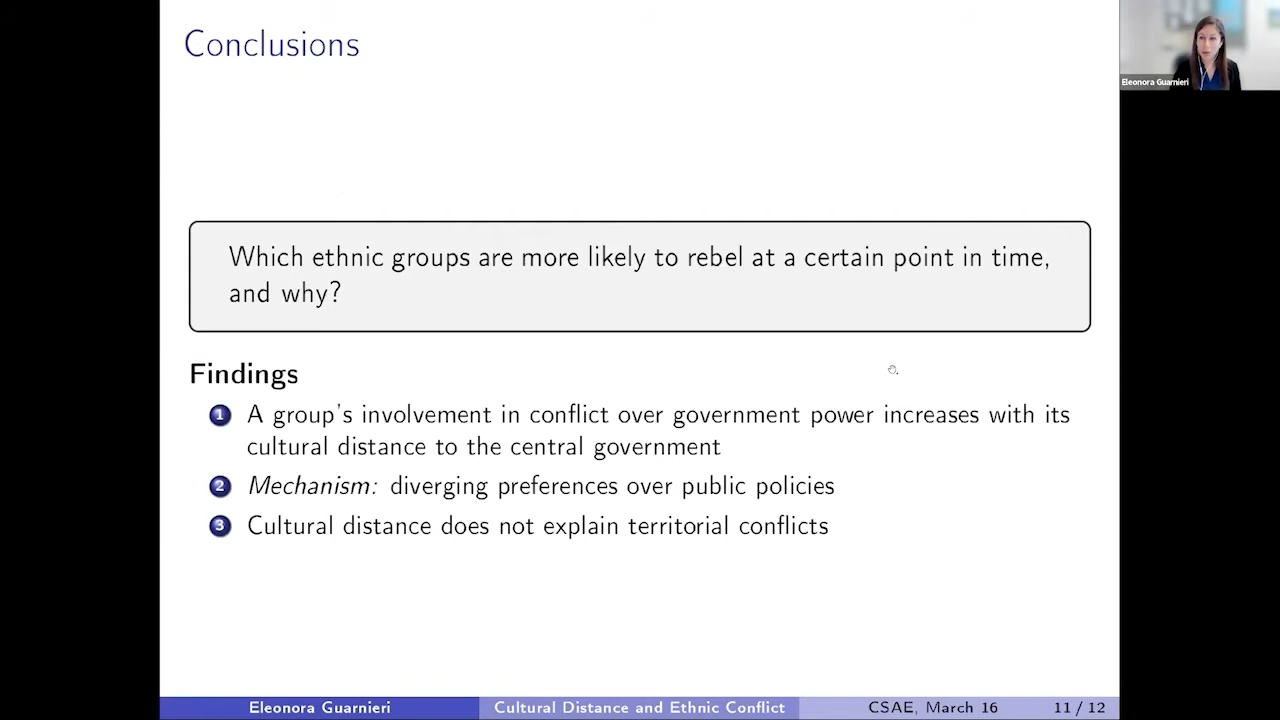 Conclusions
Eleonora Guarnieri
Which ethnic groups are more likely to rebel at a certain point in time,
and why?
Findings
1 A group's involvement in conflict over government power increases with its
cultural distance to the central government
2 Mechanism: diverging preferences over public policies
3 Cultural distance does not explain territorial conflicts
Eleonora Guarnieri Cultural Distance and Ethnic Conflict CSAE, March 16 11 / 12